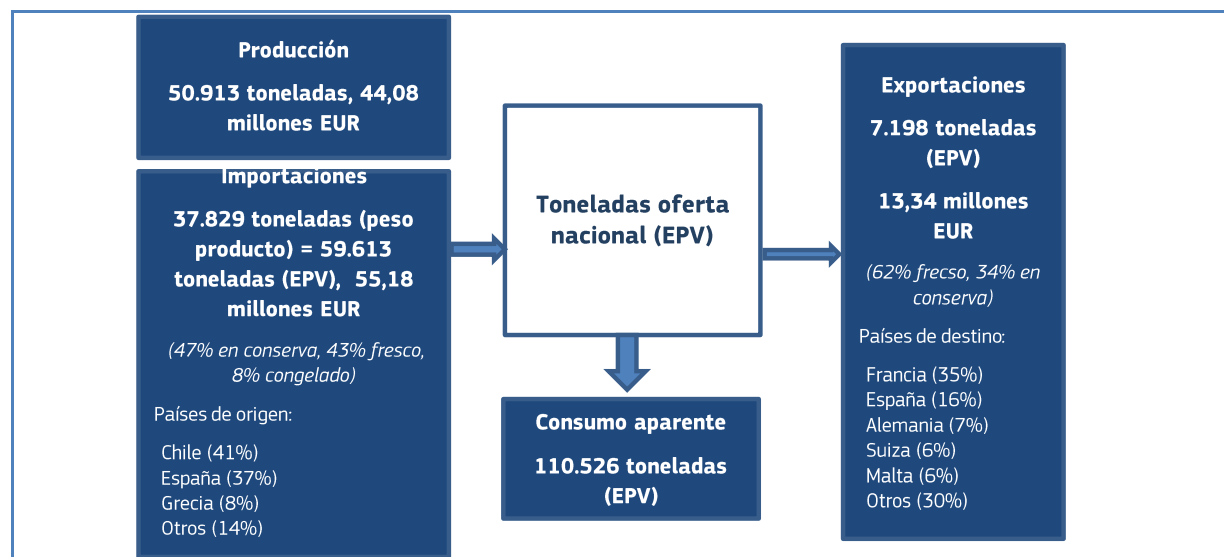 Producción
50.913 toneladas, 44,08
millones EUR
Importaciones
37.829 toneladas (peso
producto) = 59.613
toneladas (EPV),  55,18
millones EUR
(47% en conserva, 43% fresco,
8% congelado)
Países de origen:
Chile (41%)
España (37%)
Grecia (8%)
Otros (14%)
Toneladas oferta
nacional (EPV)
Consumo aparente
110.526 toneladas
(EPV)
Exportaciones
7.198 toneladas
(EPV)
13,34 millones
EUR
(62% frecso, 34% en
conserva)
Países de destino:
Francia (35%)
España (16%)
Alemania (7%)
Suiza (6%)
Malta (6%)
Otros (30%)